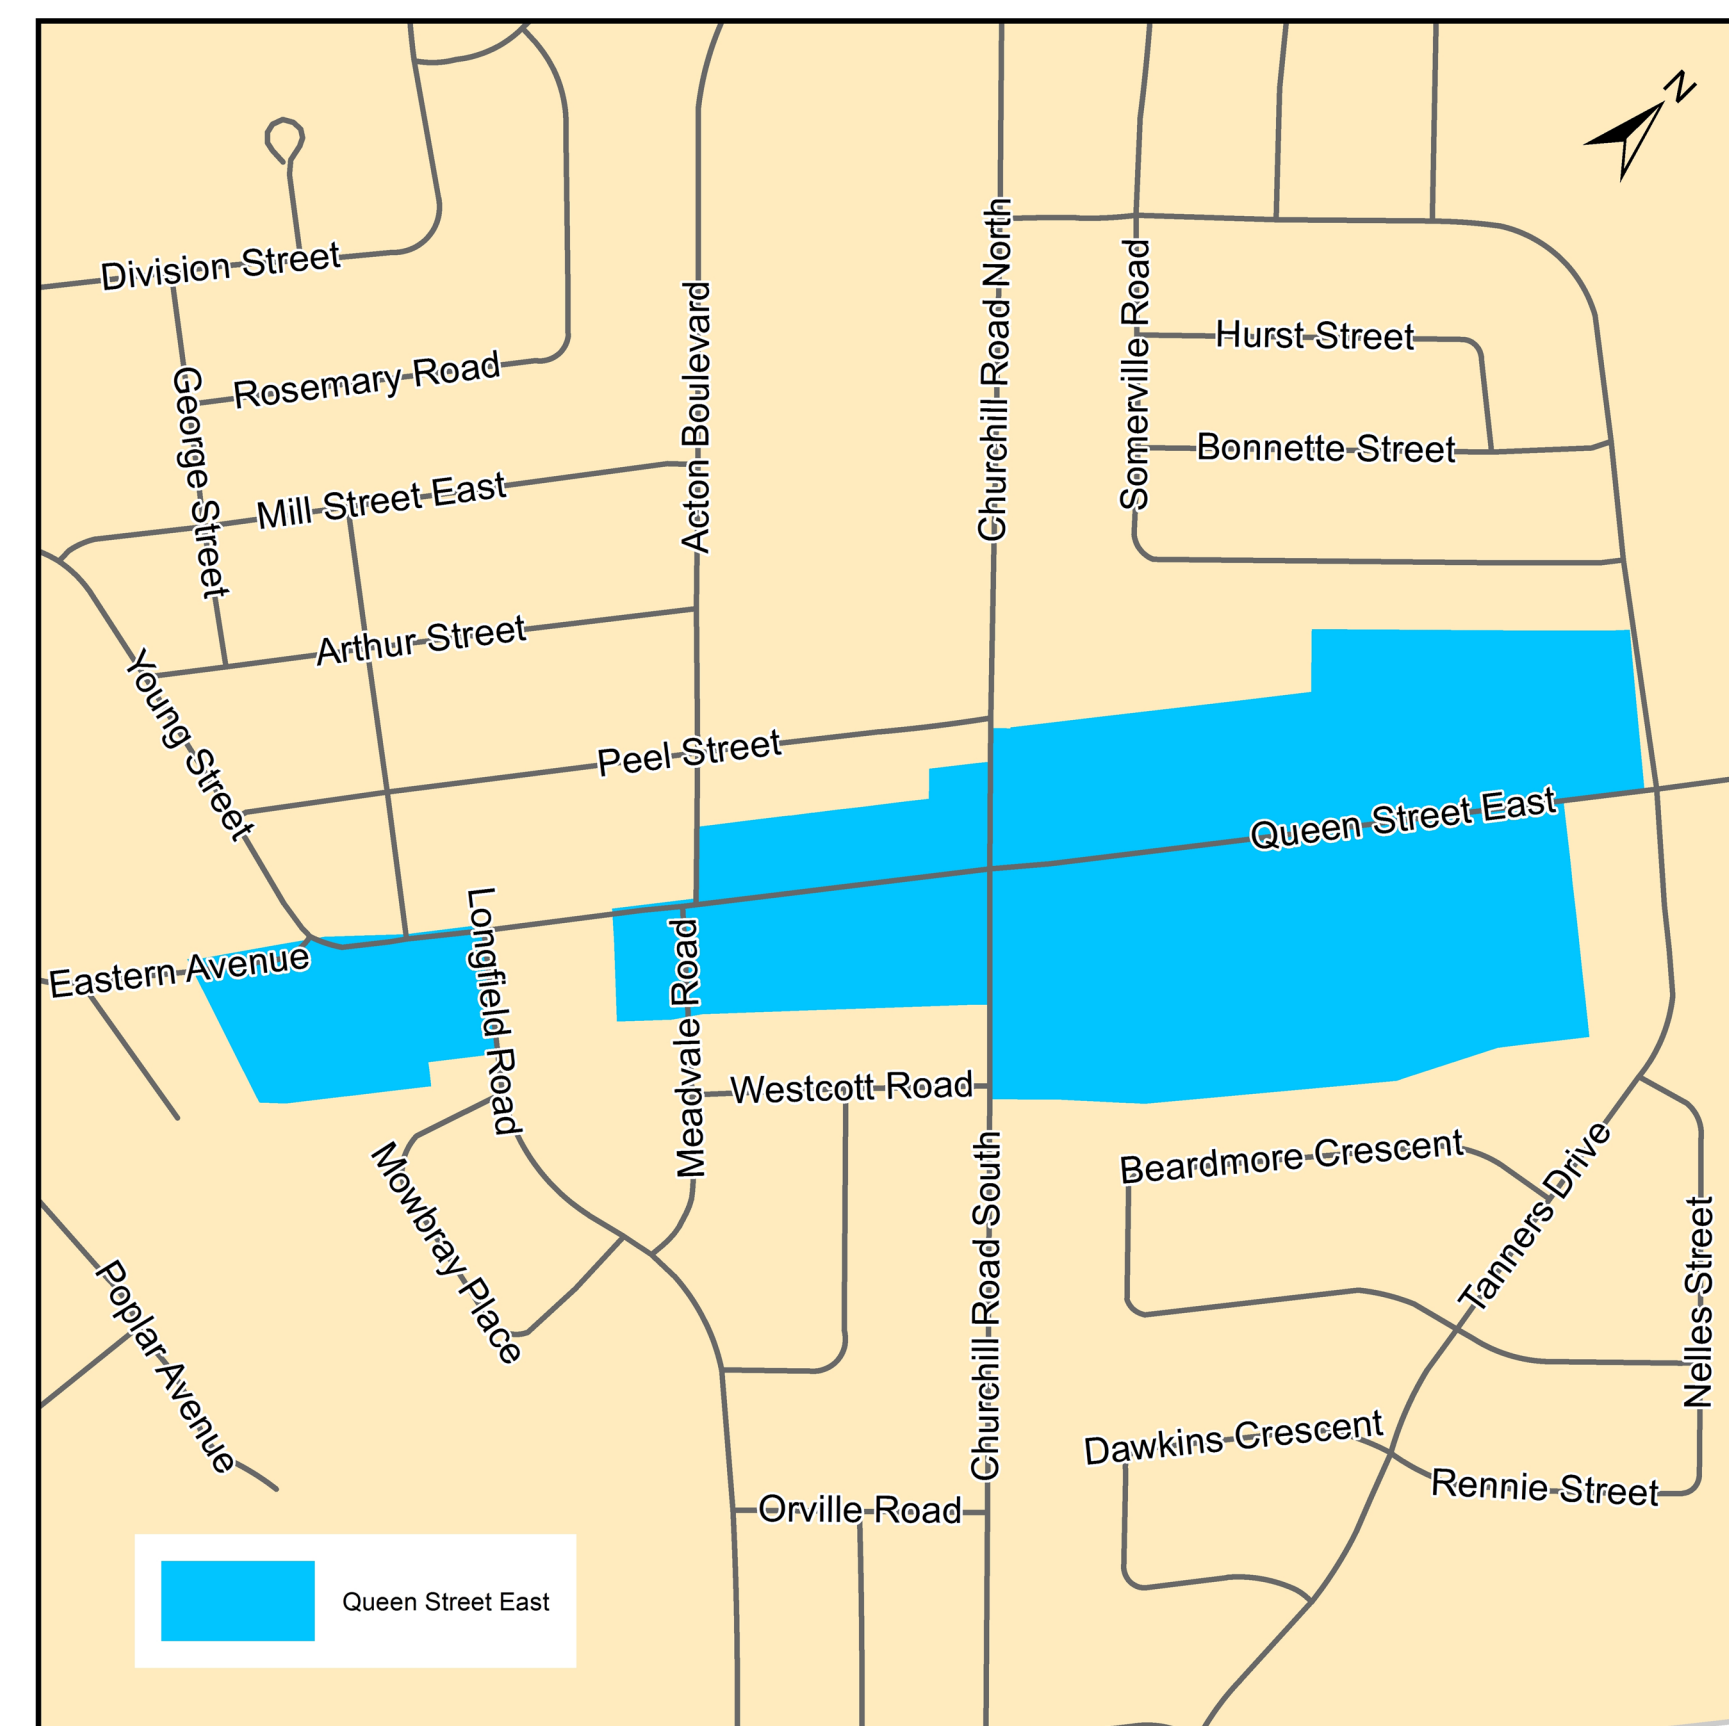 N
Division Street
Rosemary Road
George Street
Mill Street East
Acton Boulevard
Churchill Road North
Somerville Road
Hurst Street
Bonnette Street
Arthur Street
Young Street
Peel Street
Queen Street East
Longfield Road
Eastern Avenue
Meadvale Road
Westcott Road
Mowbray Place
Churchill Road South
Beardmore Crescent
Tanners Drive
Nelles Street
Poplar Avenue
Dawkins Crescent
Rennie Street
Orville Road
Queen Street East